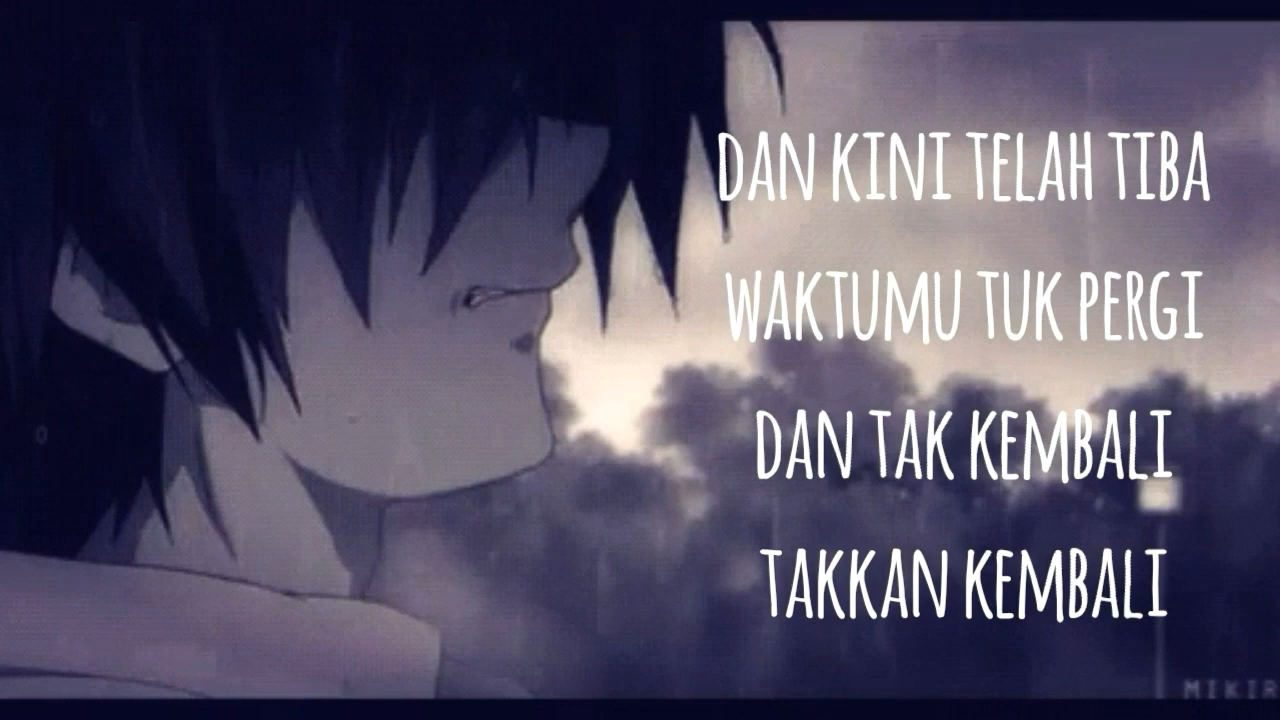 DAN KINI TELAH TIBA
WAKTUMU TUK PERGI
DAN TAK KEMBALI
TAKKAN KEMBALI
MIKIR